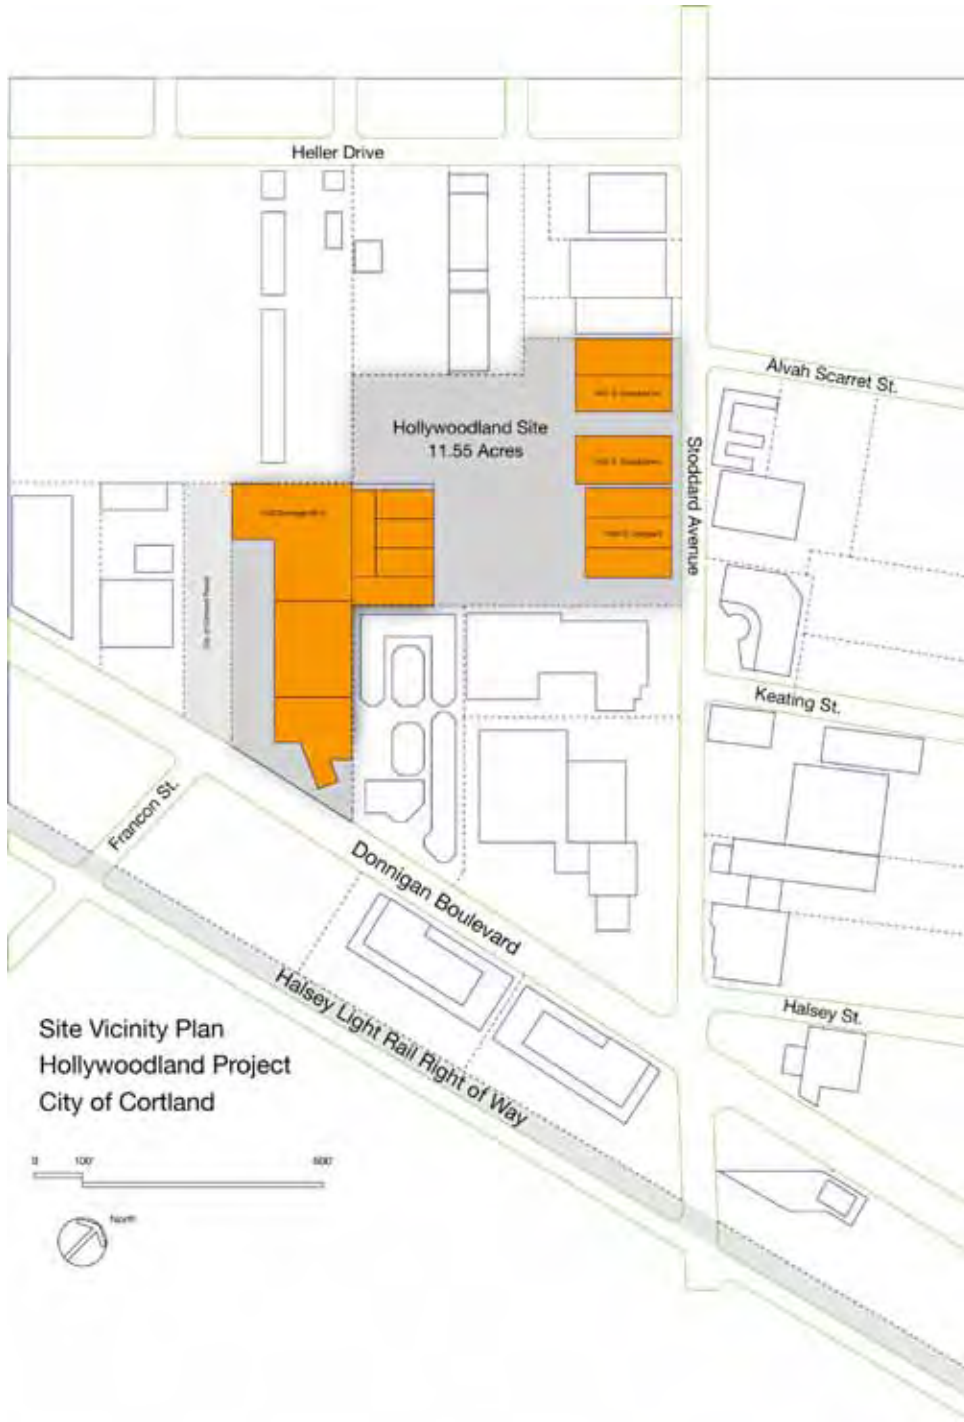 Heller Drive
Alvah Scarret St.
Hollywoodland Site
11.55 Acres
Stoddard Avenue
Keating St.
Francon St.
Donnigan Boulevard
Halsey Light Rail Right of Way
Halsey St.
Site Vicinity Plan
Hollywoodland Project
City of Cortland
0 100' 600'
North